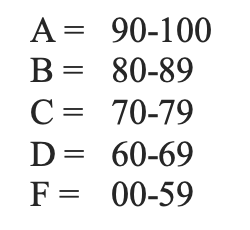 A = 90-100
B = 80-89
C = 70-79
D = 60-69
F = 00-59